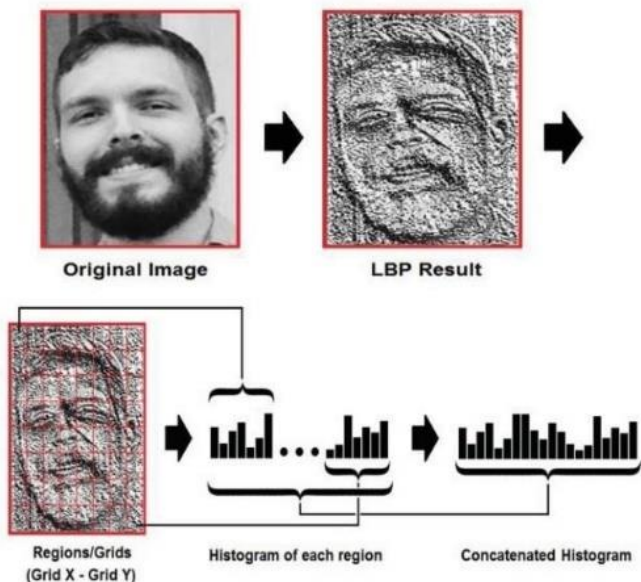 Original Image
LBP Result
Regions/Grids
(Grid X - Grid Y)
Histogram of each region
Concatenated Histogram